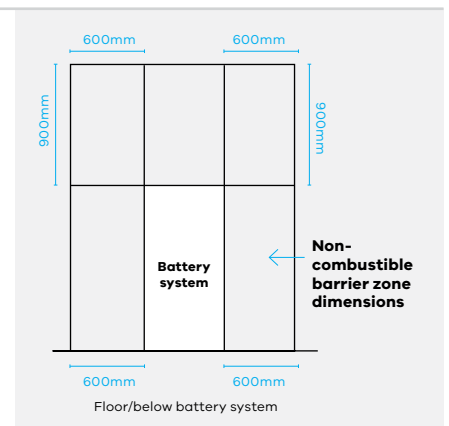 600mm
600mm
900mm
900mm
Battery
system
Non-
combustible
barrier zone
dimensions
600mm
600mm
Floor/below battery system